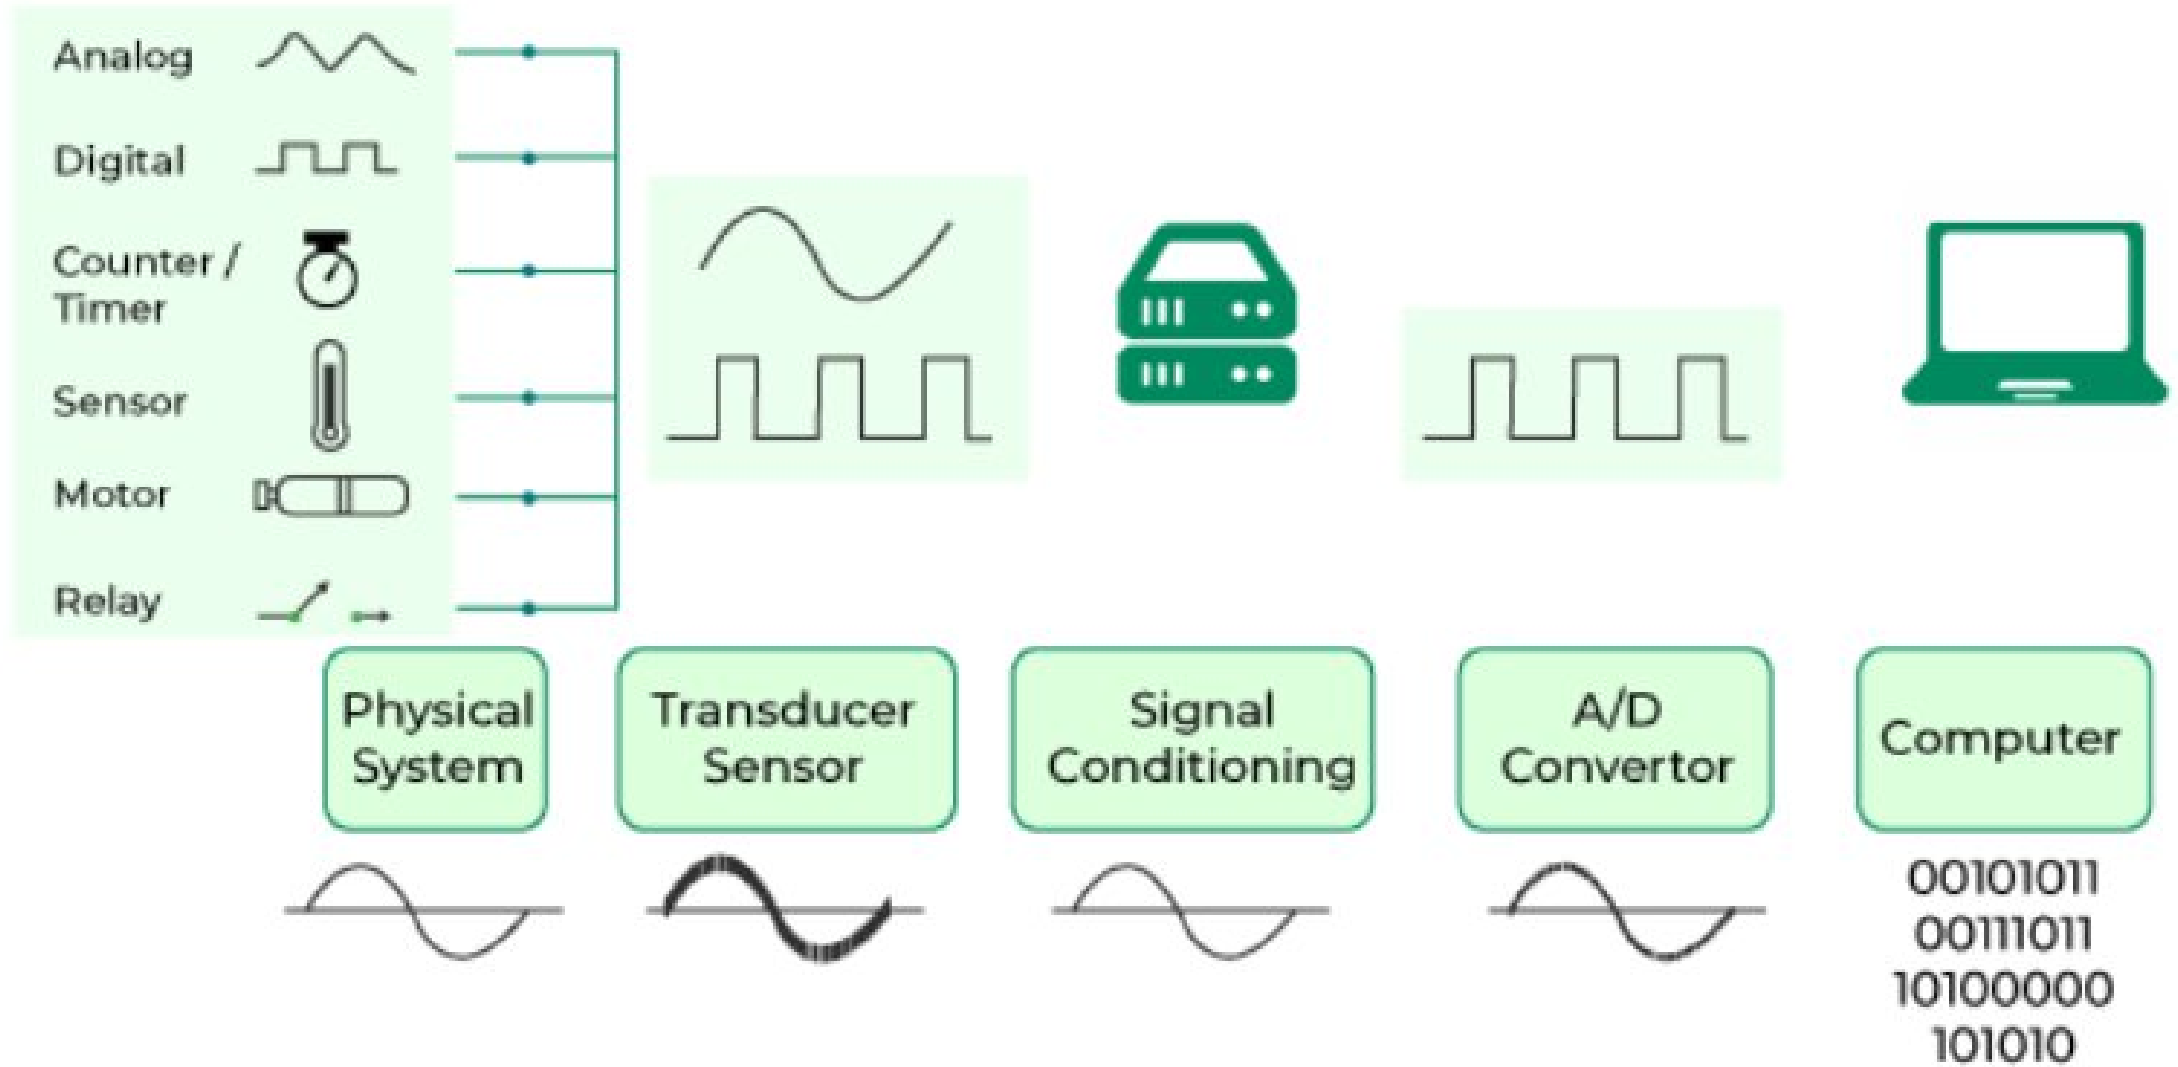 Analog
Digital
Counter /
Timer
Sensor
Motor
Relay
Physical
System
Transducer
Sensor
Signal
Conditioning
A/D
Convertor
Computer
00101011
00111011
10100000
101010